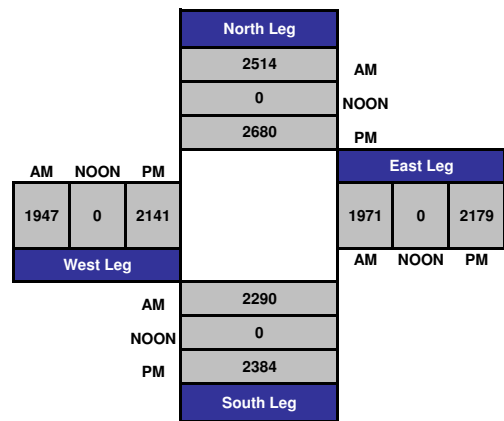 North Leg
2514 AM
0 NOON
2680 PM
AM NOON PM East Leg
1947 0 2141 1971 0 2179
West Leg AM NOON PM
AM 2290
NOON 0
PM 2384
South Leg